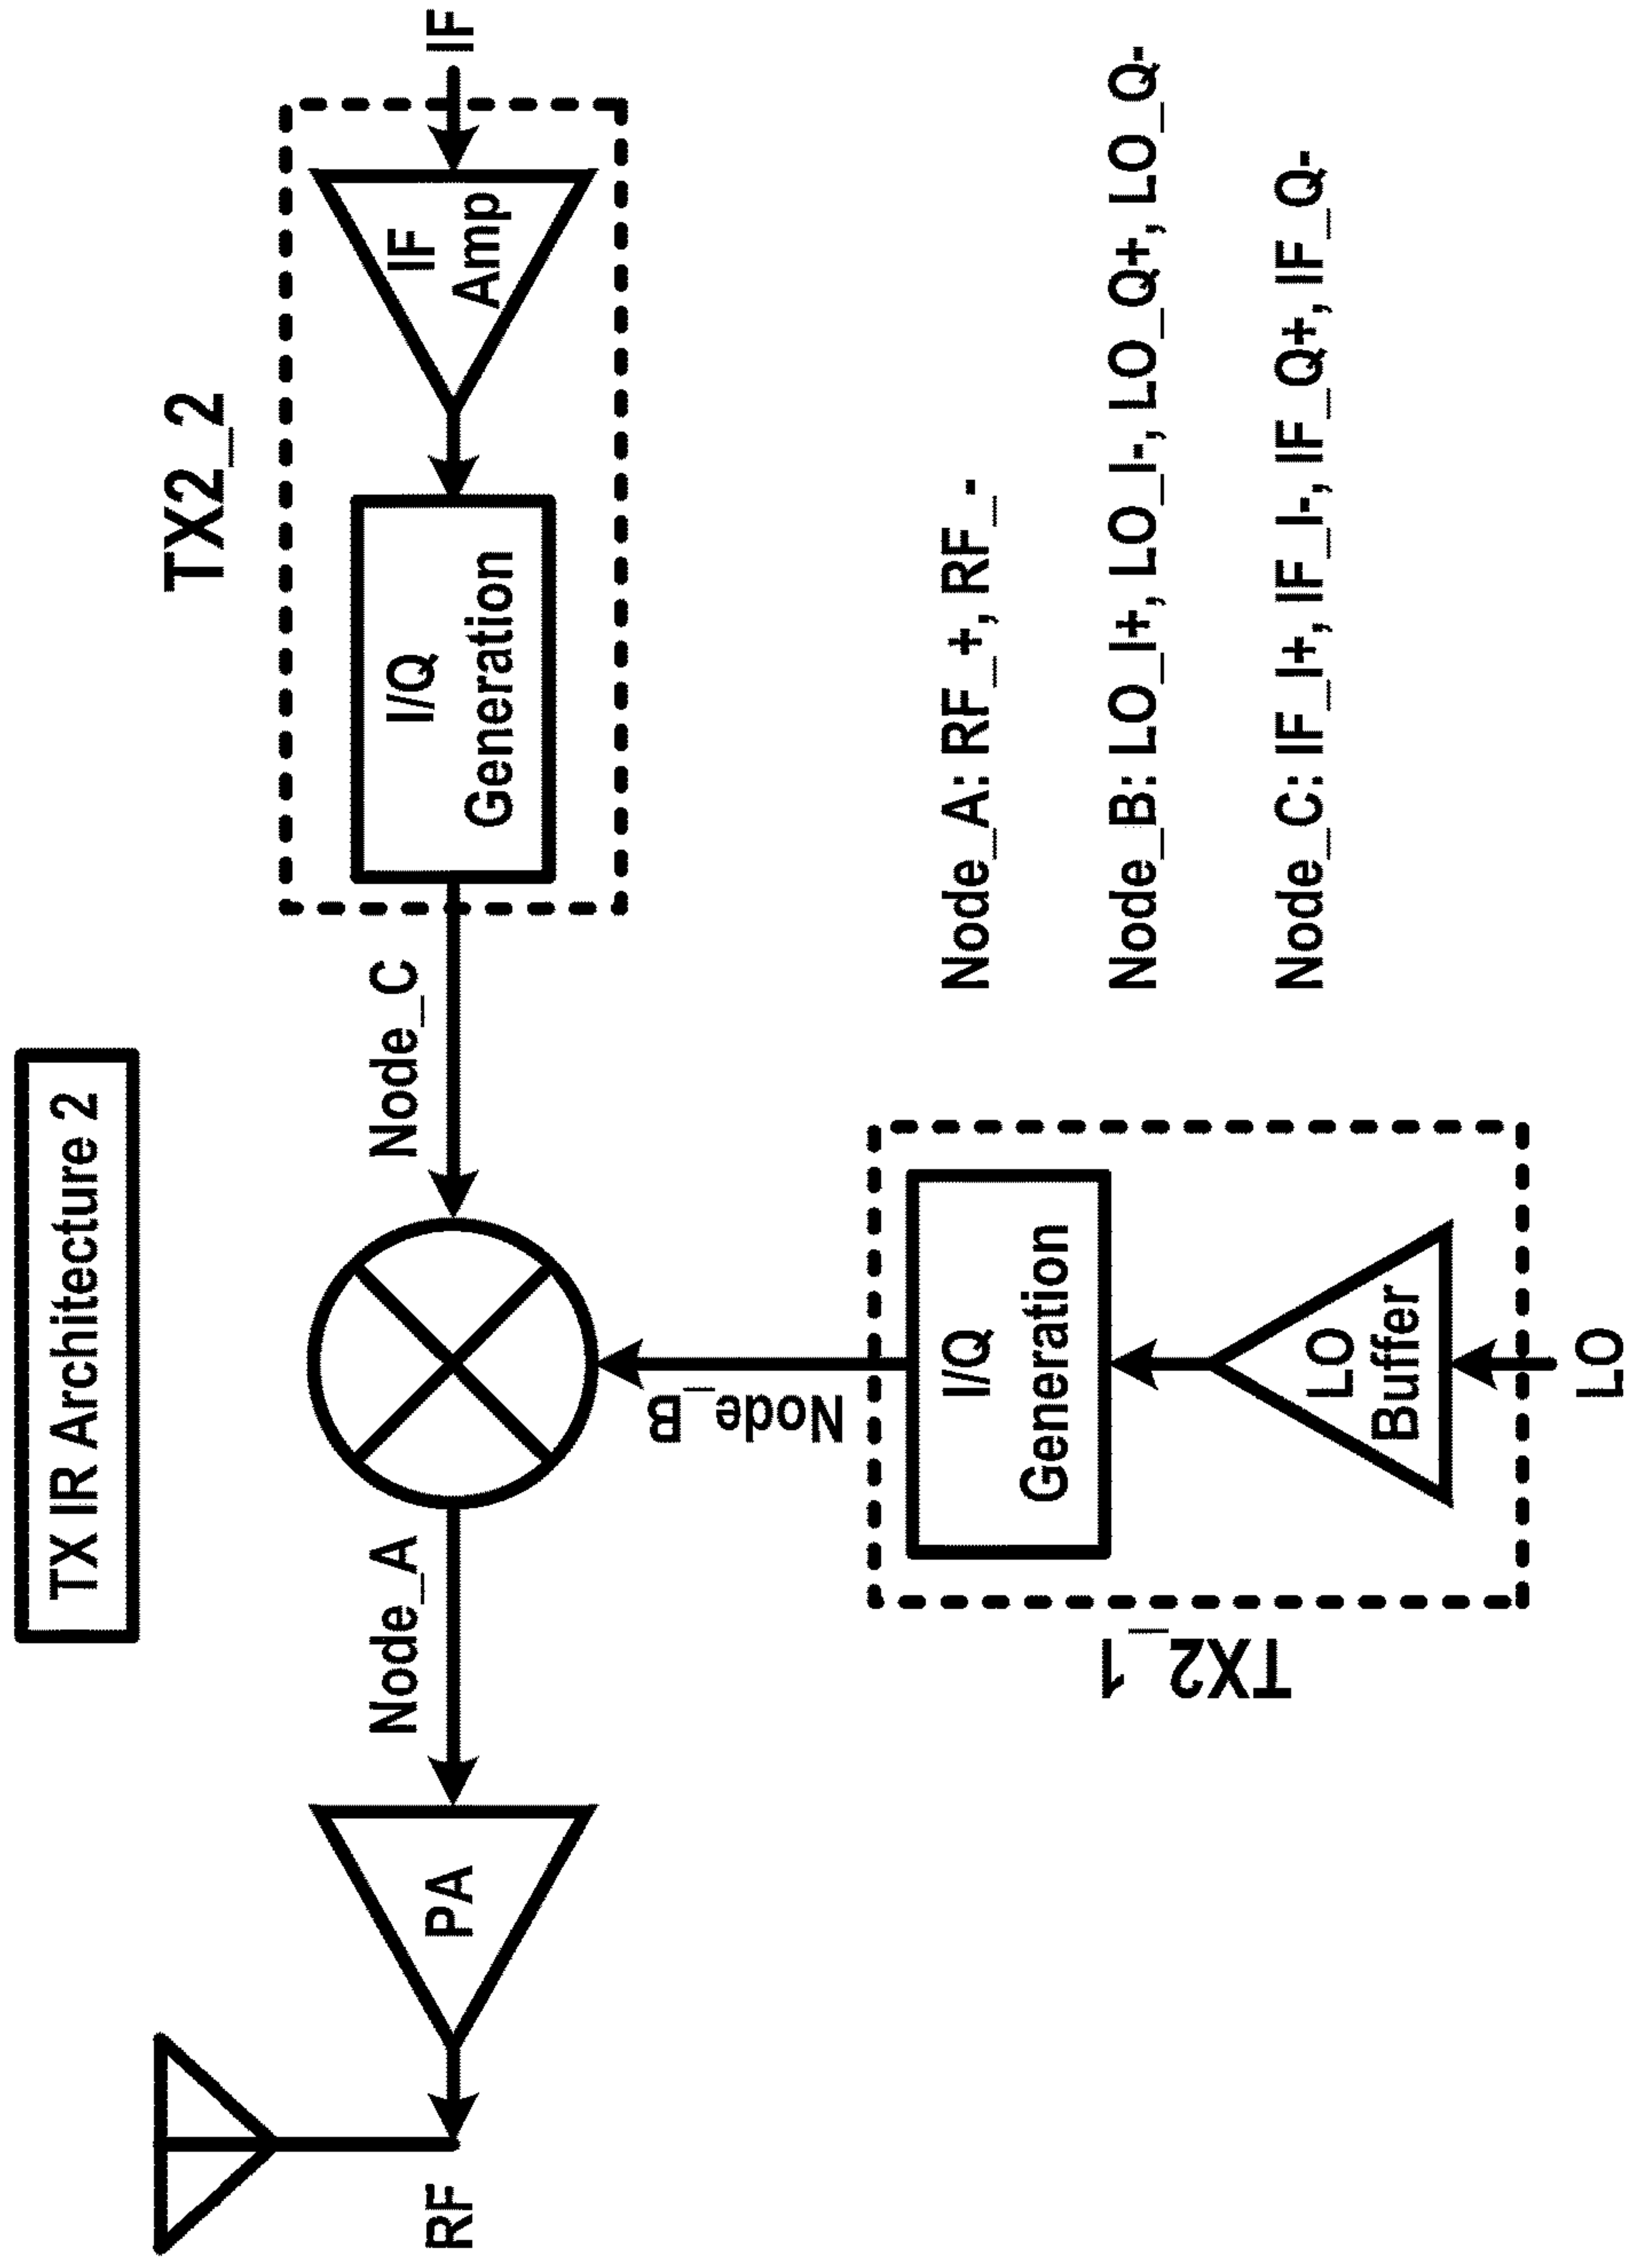 TX IR Architecture 2
TX2_2
RF
PA
Node_A
Node_C
I/Q
Generation
IF
Amp
IF
Node_B
TX2_1
I/Q
Generation
LO
Buffer
LO
Node_A: RF_+, RF_-
Node_B: LO_I+, LO_I-, LO_Q+, LO_Q-
Node_C: IF_I+, IF_I-, IF_Q+, IF_Q-